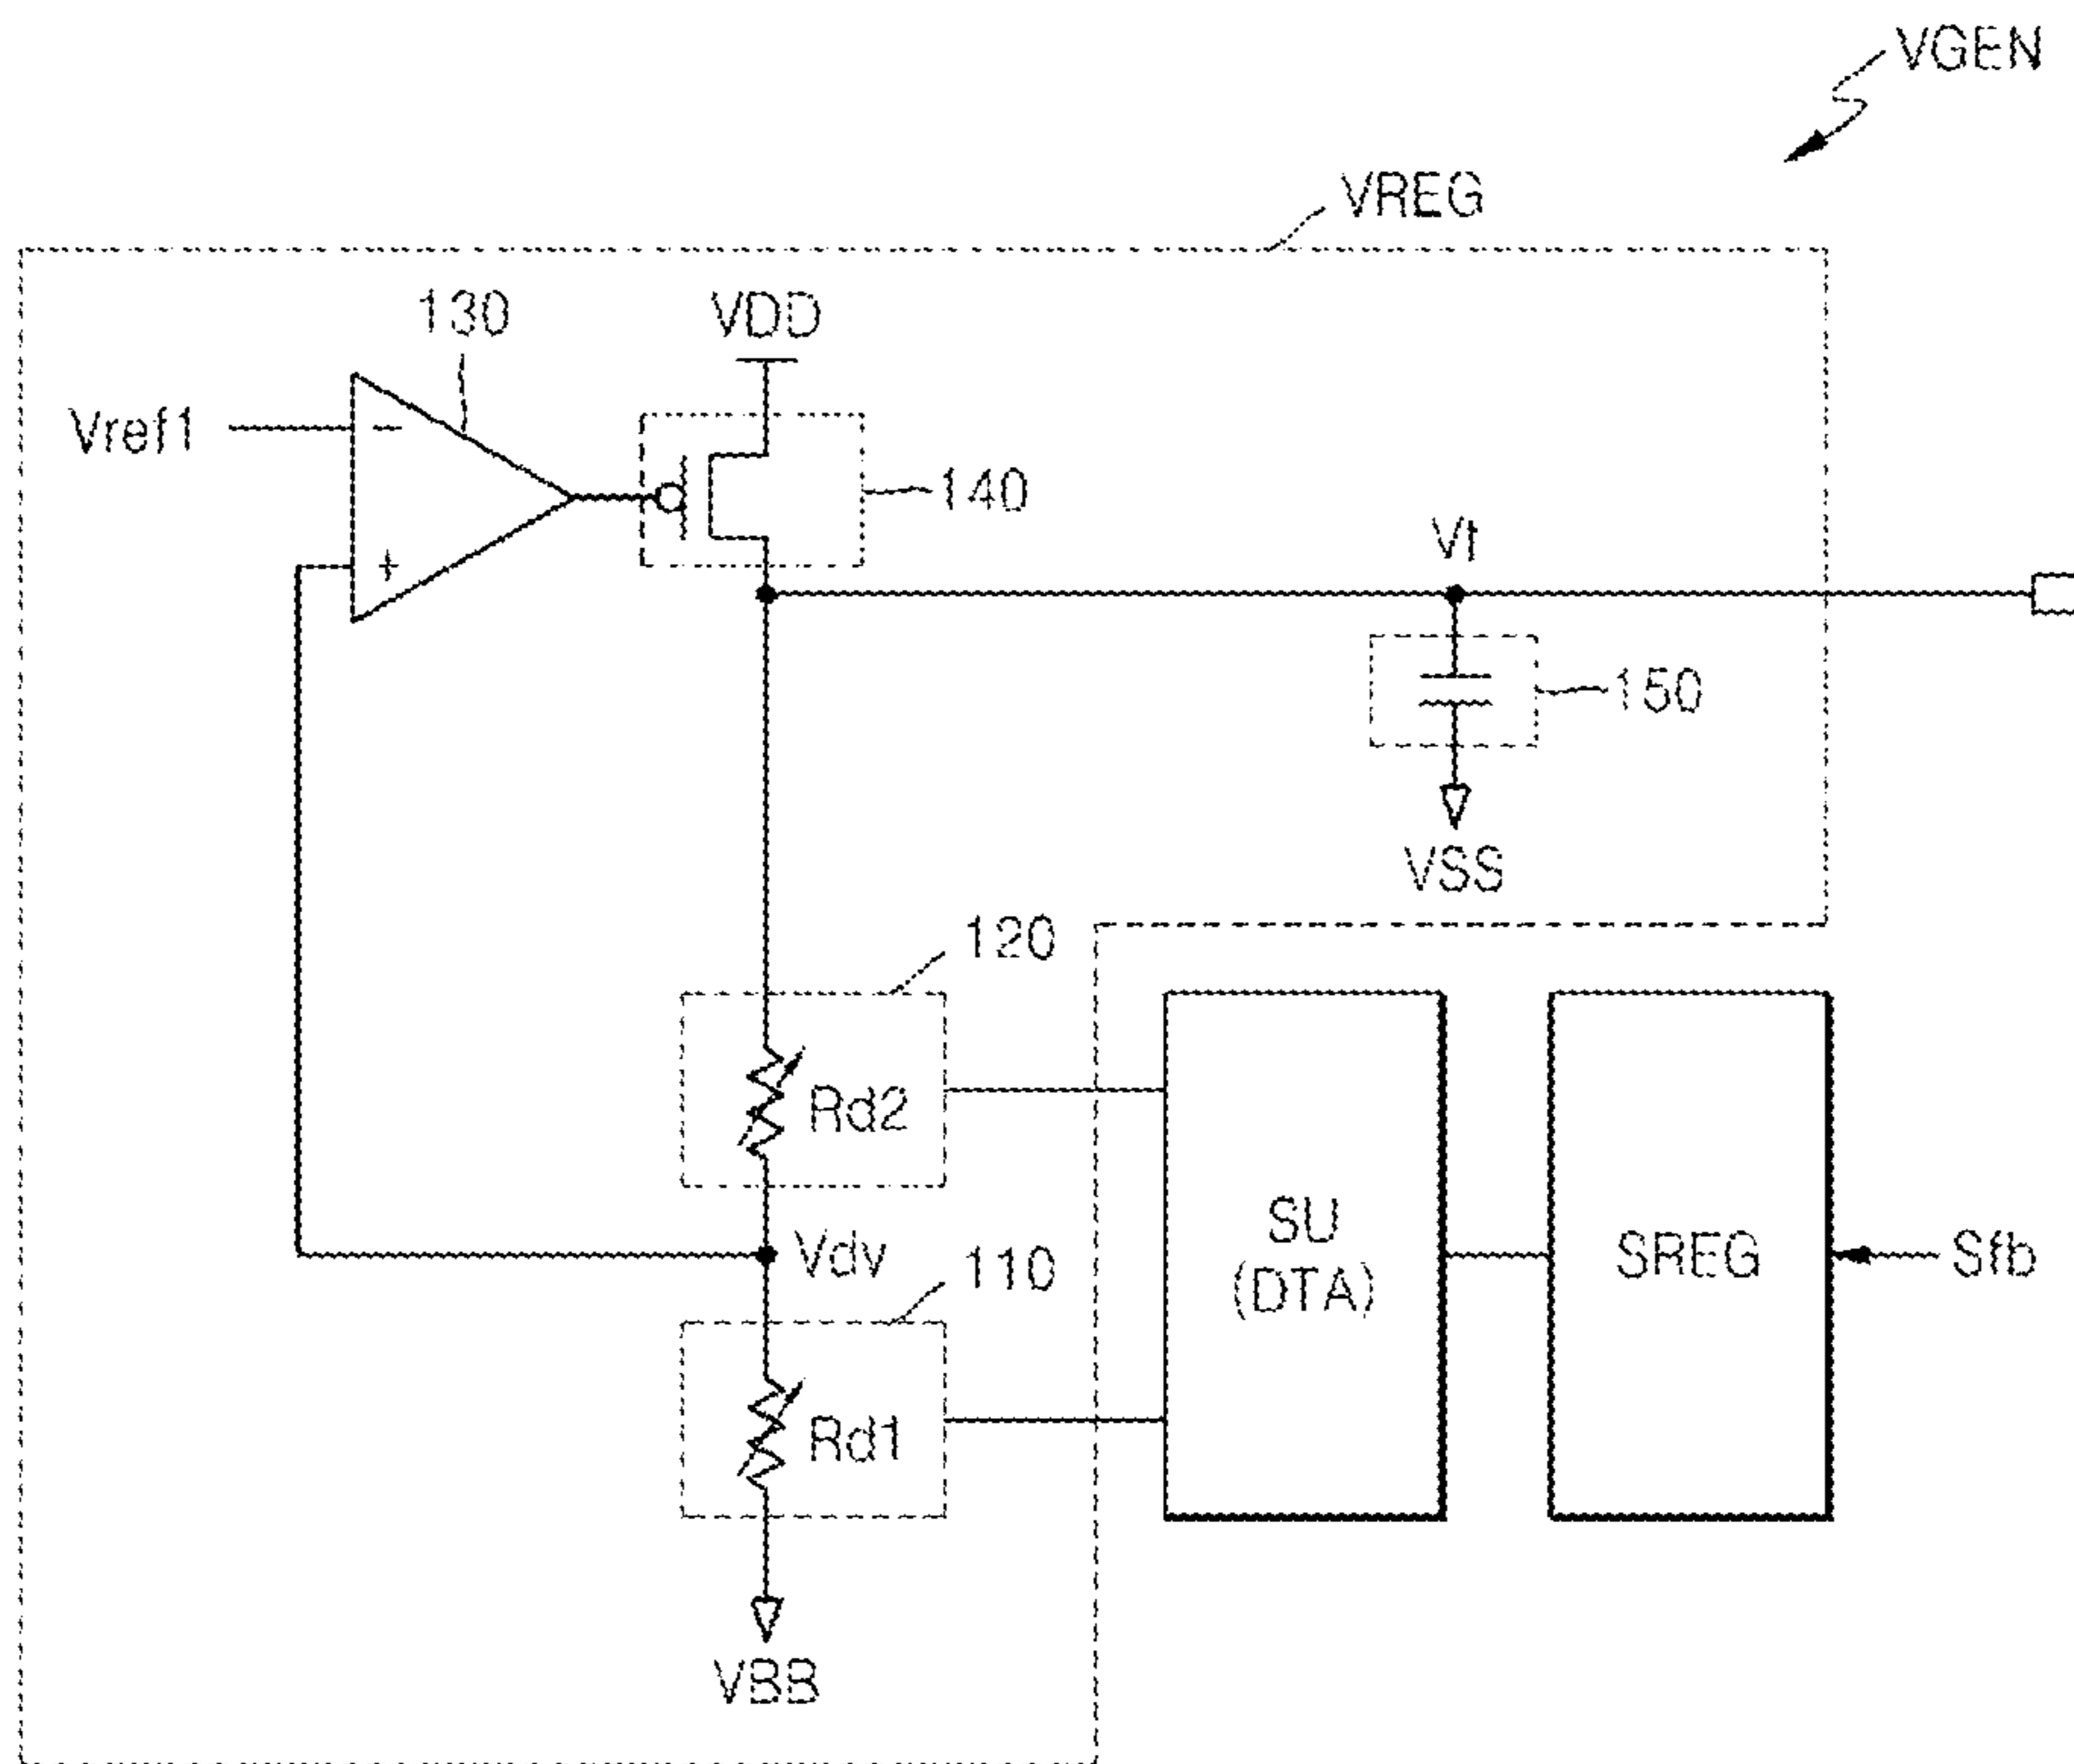 VGEN
VREG
130
VDD
Vref1
-
140
+
Vt
150
VSS
120
Rd2
SU
(DTA)
SREG
Sfb
Vdv
110
Rd1
VBB